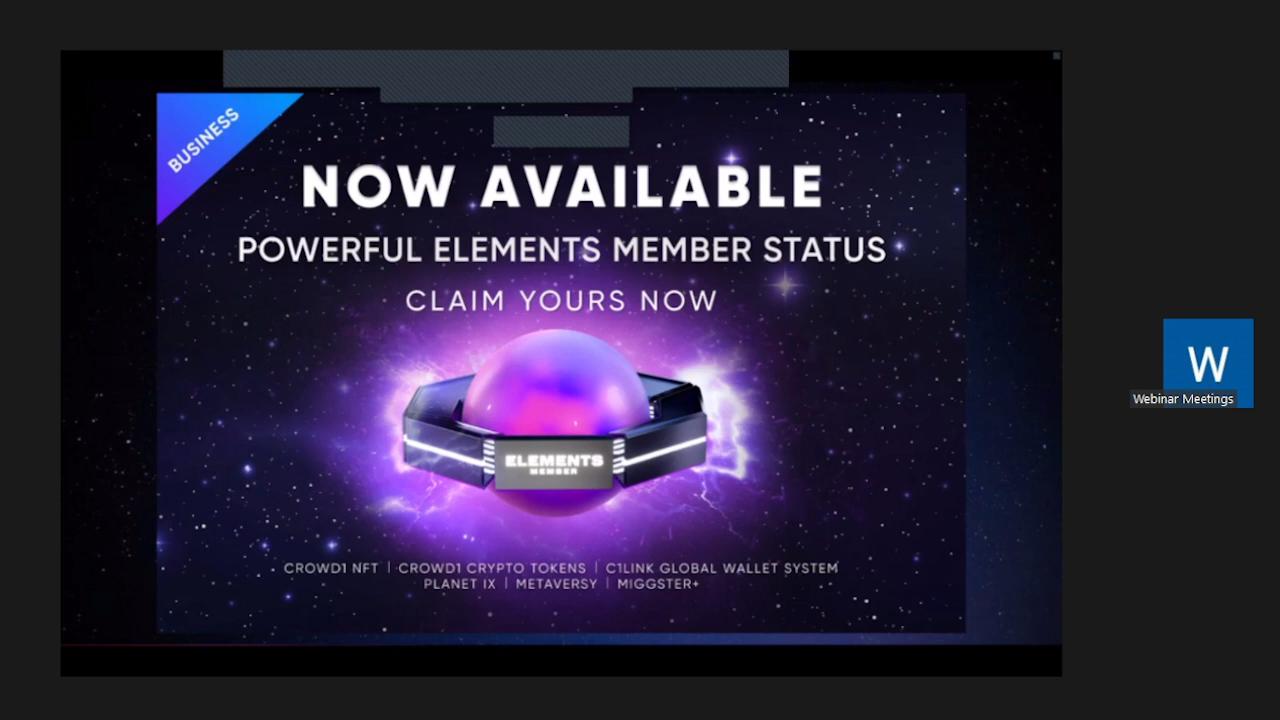 BUSINESS
NOW AVAILABLE
POWERFUL ELEMENTS MEMBER STATUS
CLAIM YOURS NOW
ELEMENTS
MEMBER
CROWD1 NFT | CROWD1 CRYPTO TOKENS | C1LINK GLOBAL WALLET SYSTEM
PLANET IX | METAVERSY | MIGGSTER+
W
Webinar Meetings